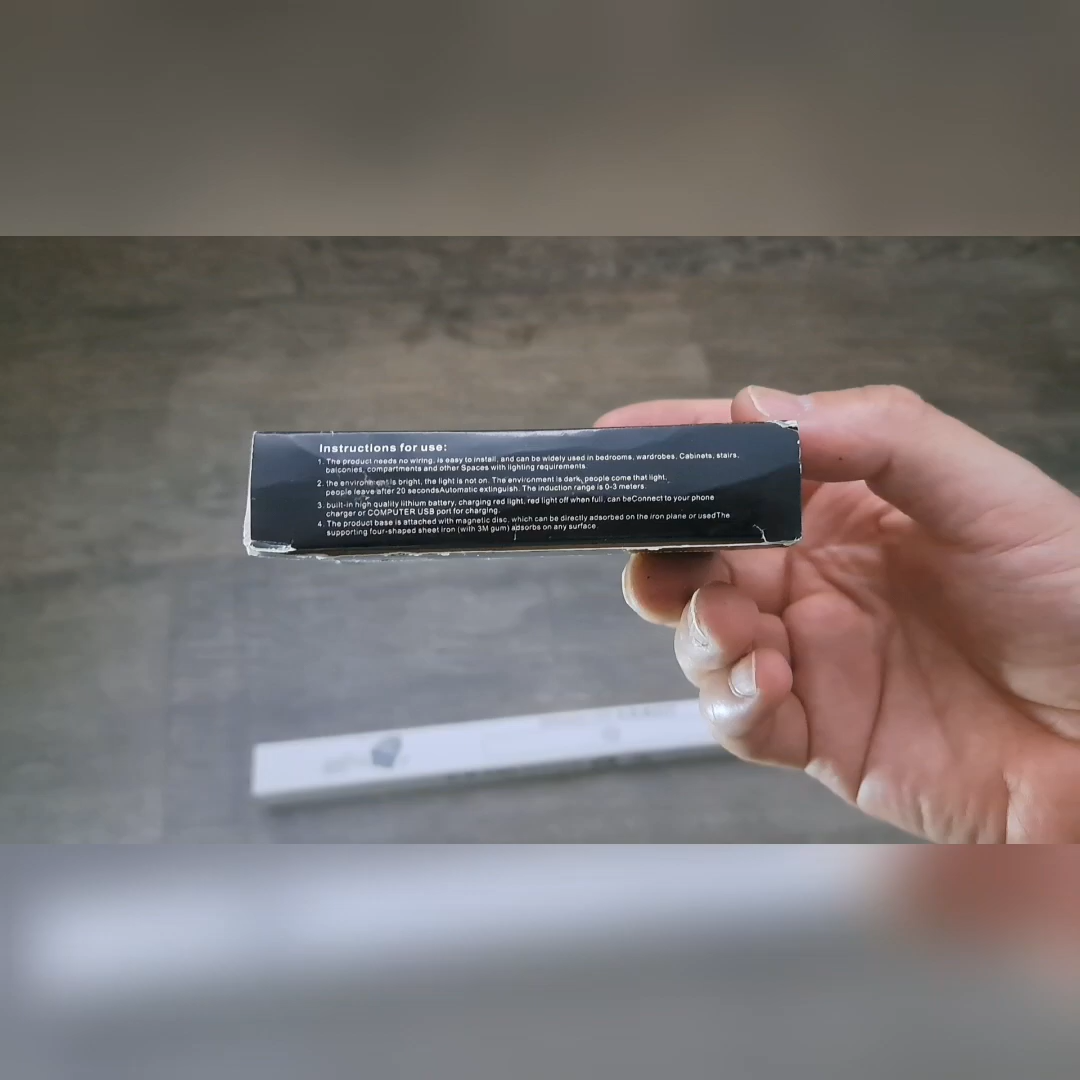 Instructions for use:
1. The product needs no wiring, is easy to install, and can be widely used in bedrooms, wardrobes, Cabinets, stairs,
balconies, compartments and other Spaces with lighting requirements.
2. the environment is bright, the light is not on. The environment is dark, people come that light,
people leave after 20 secondsAutomatic extinguish. The induction range is 0-3 meters
3. built-in high quality lithium battery, charging red light, red light off when full, can beConnect to your phone
charger or COMPUTER USB port for charging.
4. The product base is attached with magnetic disc, which can be directly adsorbed on the iron plane or usedThe
supporting four-shaped sheet iron (with 3M gum) adsorbs on any surface.